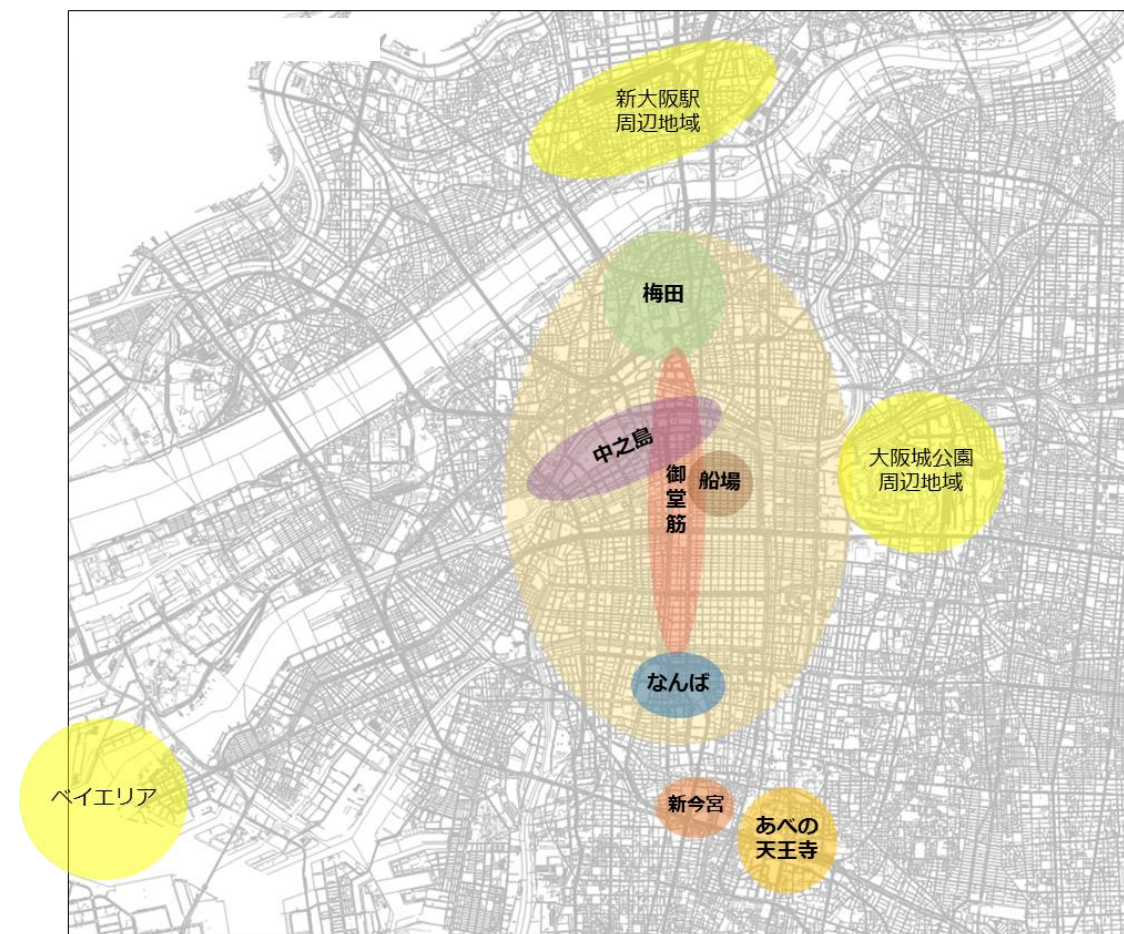 新大阪駅
周辺地域
梅田
中之島
御堂筋
船場
大阪城公園
周辺地域
なんば
ベイエリア
新今宮
あべの
天王寺